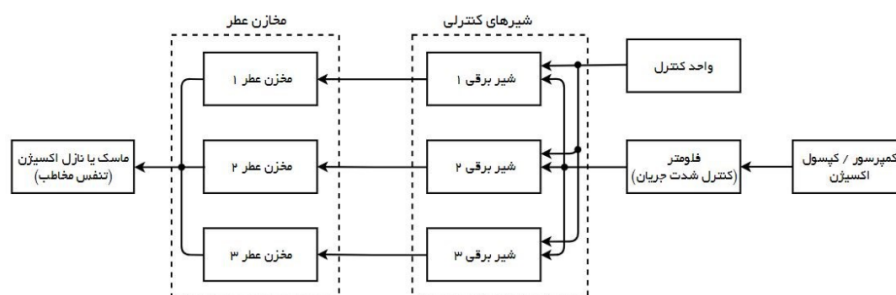 شیرهای کنترلی
مخازن عطر
واحد کنترل
شیر برقی ۱
مخزن عطر ۱
کمپرسور / کپسول
اکسیژن
فلومتر
(کنترل شدت جریان)
شیر برقی ۲
مخزن عطر ۲
ماسک یا نازل اکسیژن
(تنفس مخاطب)
شیر برقی ۳
مخزن عطر ۳